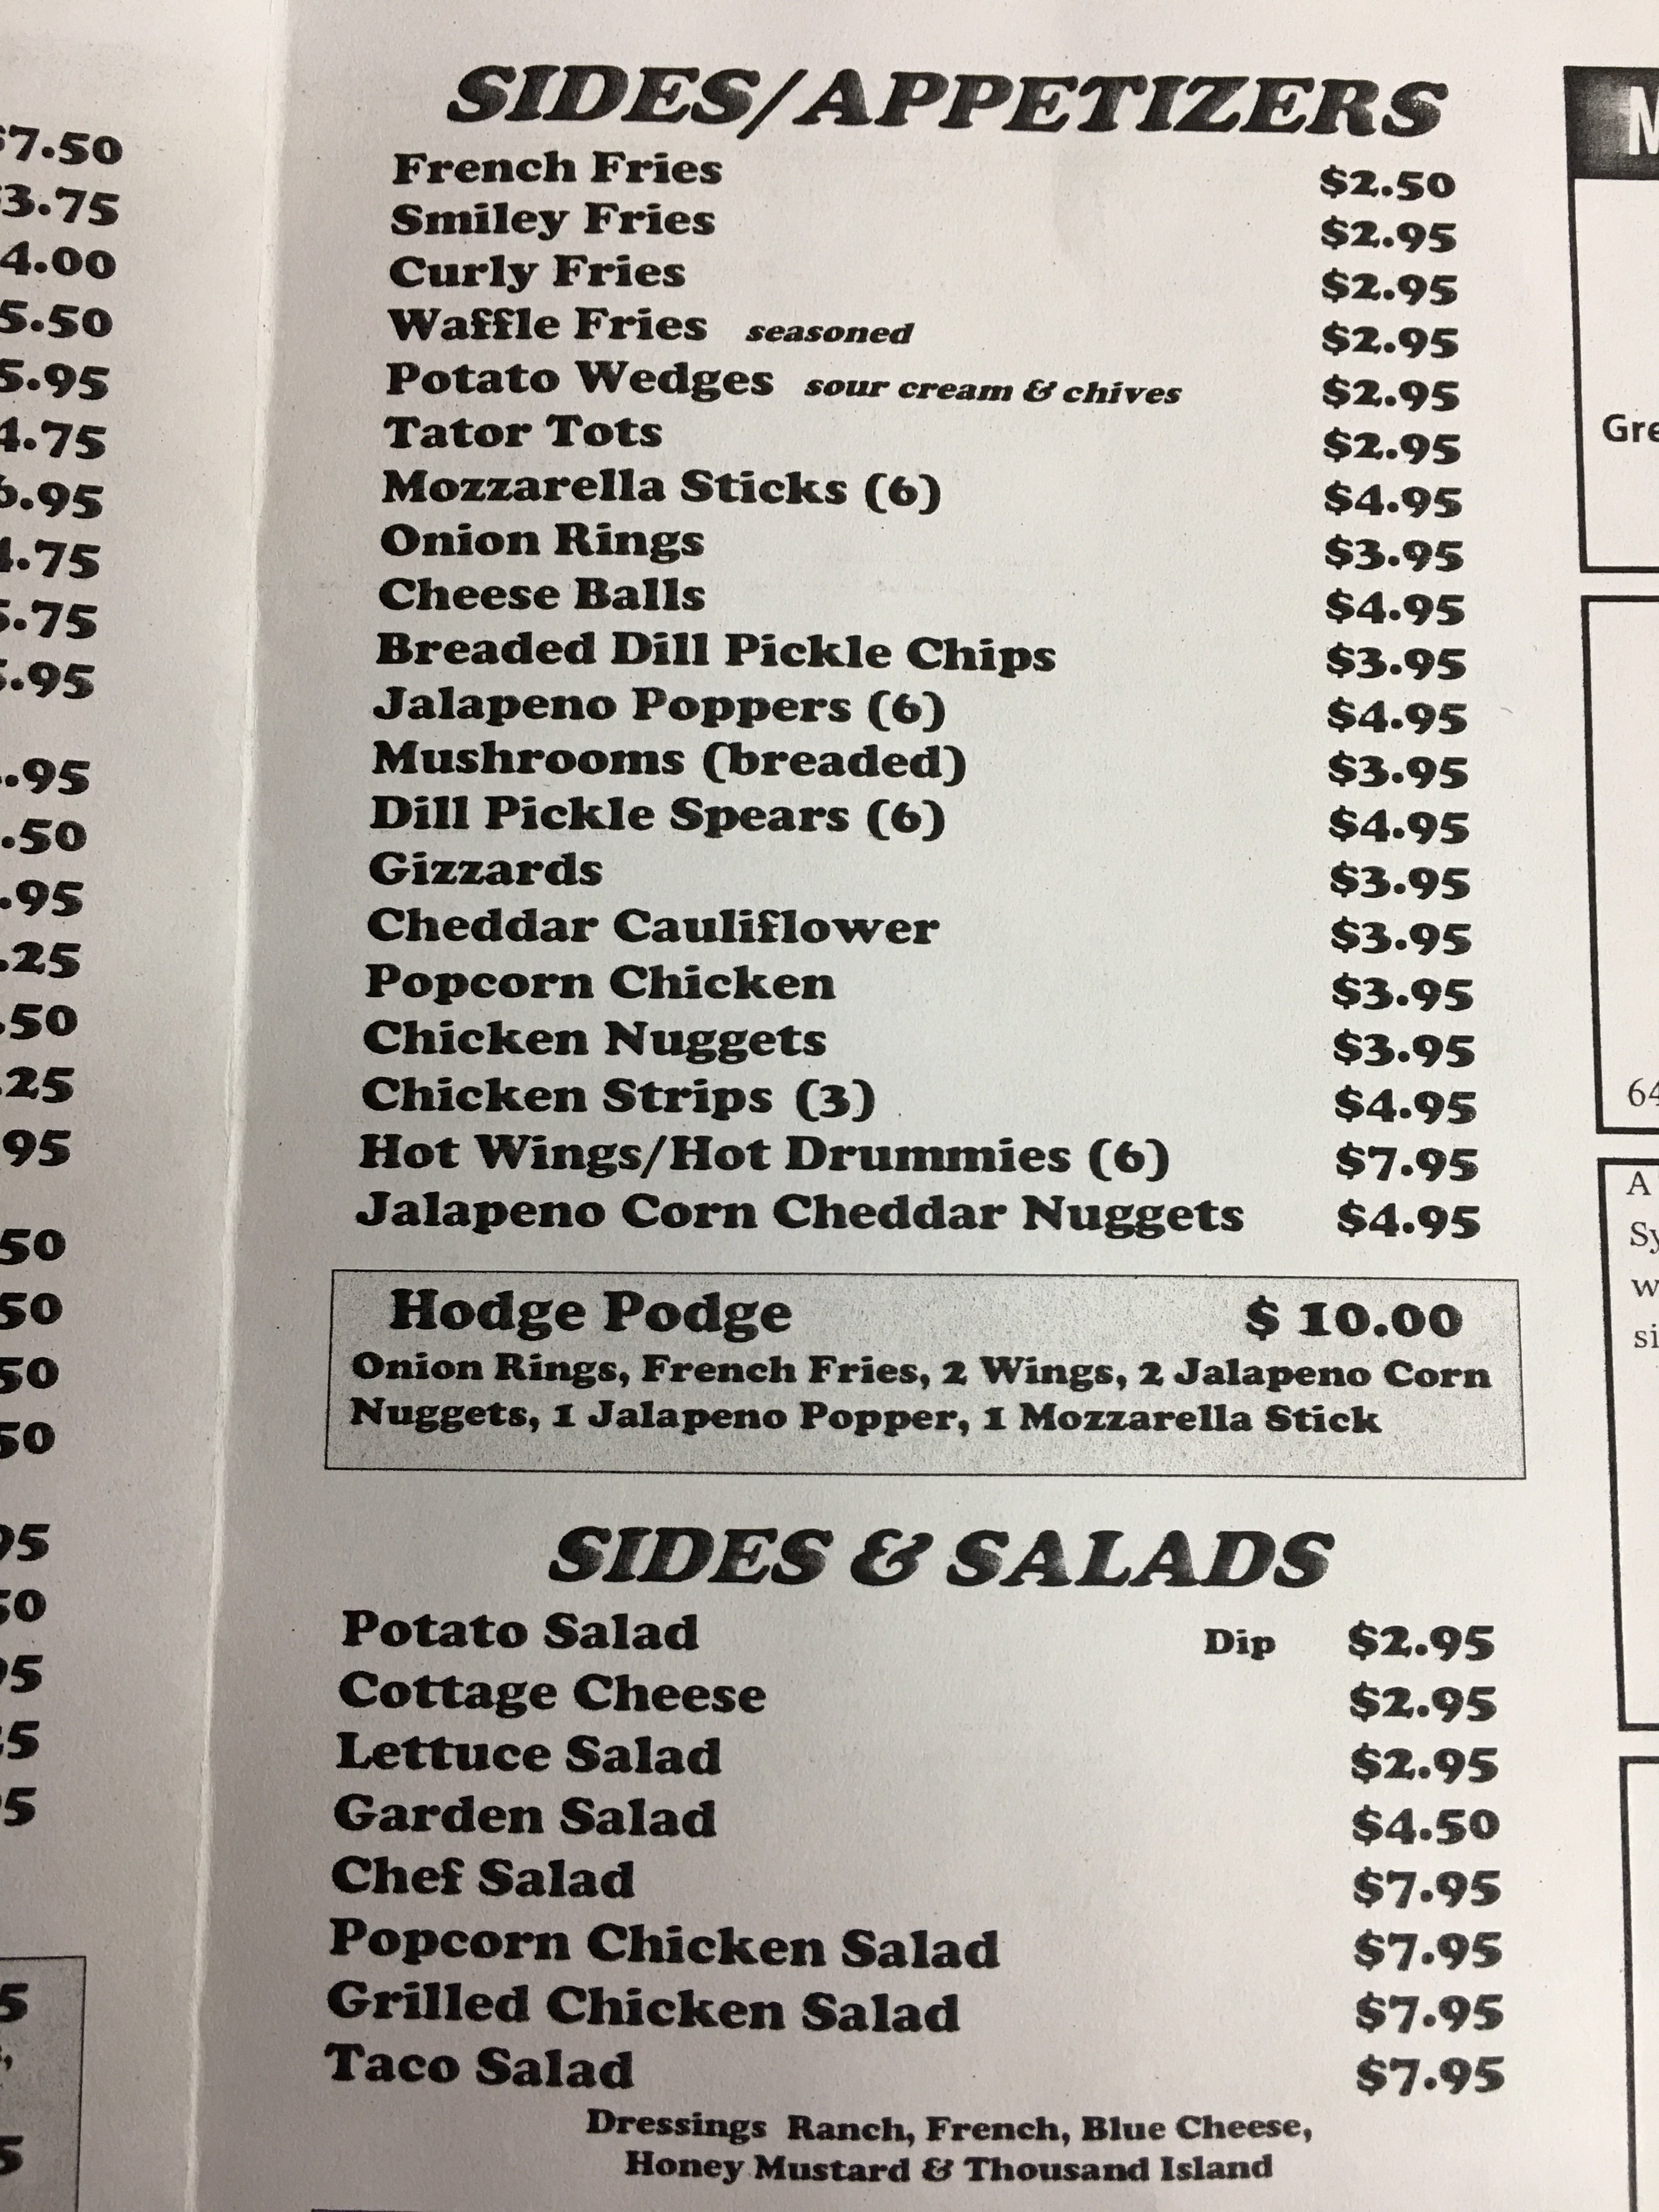 SIDES/APPETIZERS
French Fries $2.50
Smiley Fries $2.95
Curly Fries $2.95
Waffle Fries seasoned $2.95
Potato Wedges sour cream & chives $2.95
Tator Tots $2.95
Mozzarella Sticks (6) $4.95
Onion Rings $3.95
Cheese Balls $4.95
Breaded Dill Pickle Chips $3.95
Jalapeno Poppers (6) $4.95
Mushrooms (breaded) $3.95
Dill Pickle Spears (6) $4.95
Gizzards $3.95
Cheddar Cauliflower $3.95
Popcorn Chicken $3.95
Chicken Nuggets $3.95
Chicken Strips (3) $4.95
Hot Wings/Hot Drummies (6) $7.95
Jalapeno Corn Cheddar Nuggets $4.95
Hodge Podge $ 10.00
Onion Rings, French Fries, 2 Wings, 2 Jalapeno Corn
Nuggets, 1 Jalapeno Popper, 1 Mozzarella Stick
SIDES & SALADS
Potato Salad Dip $2.95
Cottage Cheese $2.95
Lettuce Salad $2.95
Garden Salad $4.50
Chef Salad $7.95
Popcorn Chicken Salad $7.95
Grilled Chicken Salad $7.95
Taco Salad $7.95
Dressings Ranch, French, Blue Cheese,
Honey Mustard & Thousand Island